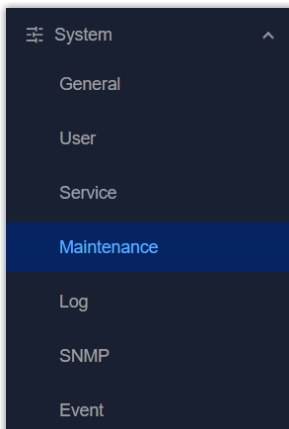 System
General
User
Service
Maintenance
Log
SNMP
Event